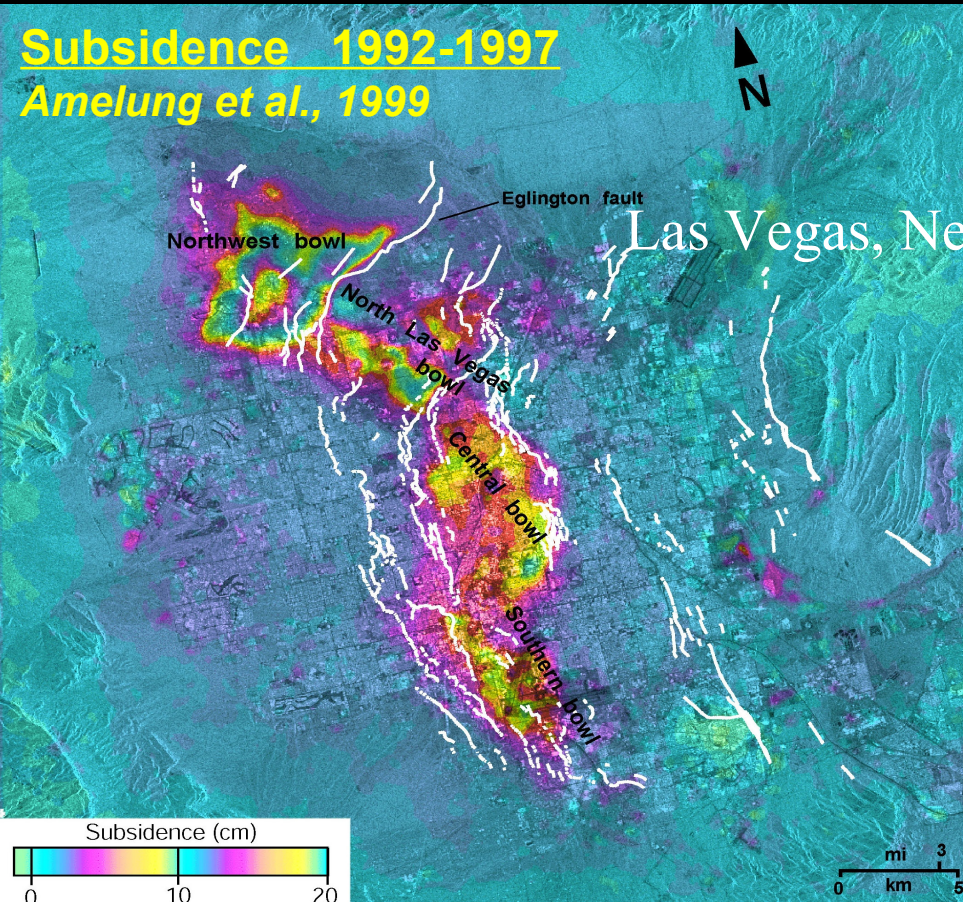 Subsidence 1992-1997
Amelung et al., 1999
N
Eglington fault
Las Vegas, Ne
Northwest bowl
North Las Vegas
bowl
Central bowl
Southern bowl
Subsidence (cm)
0 10 20
mi 3
0 km 5